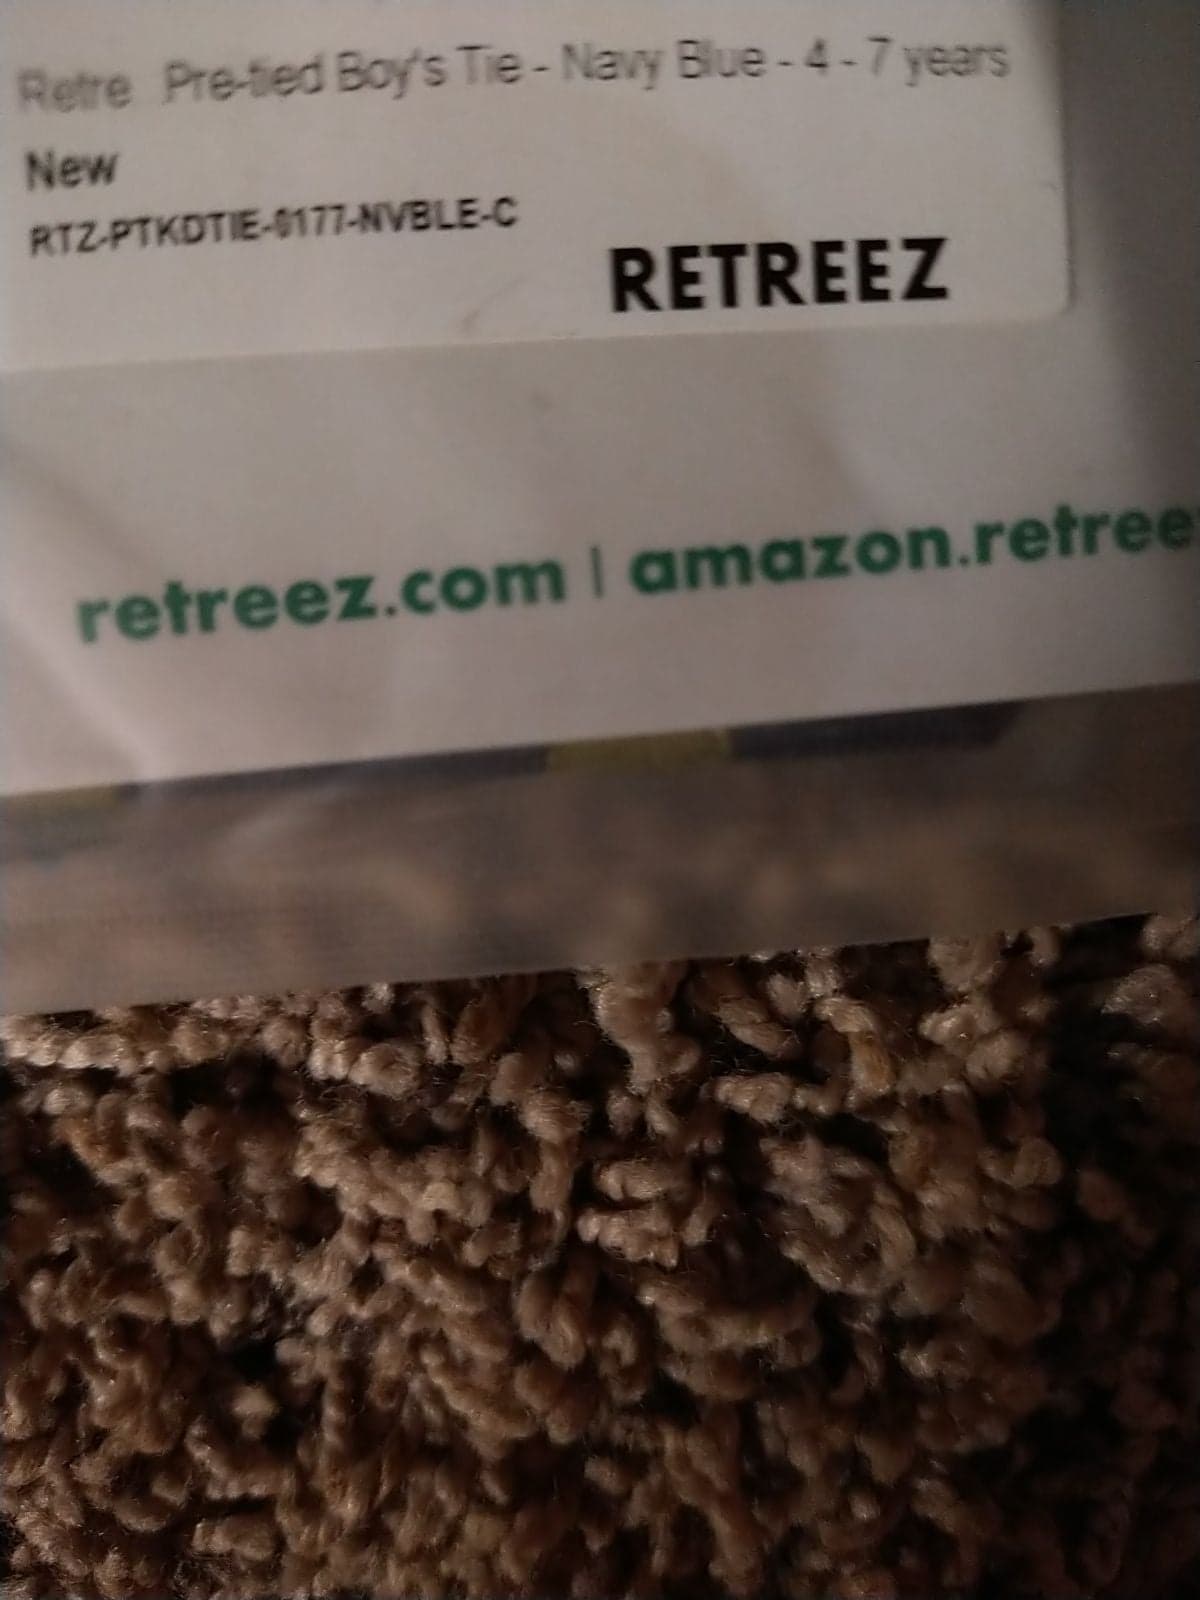 Retre Pre-tied Boy's Tie - Navy Blue - 4 - 7 years
New
RTZ-PTKDTIE-0177-NVBLE-C
RETREEZ
retreez.com | amazon.retree